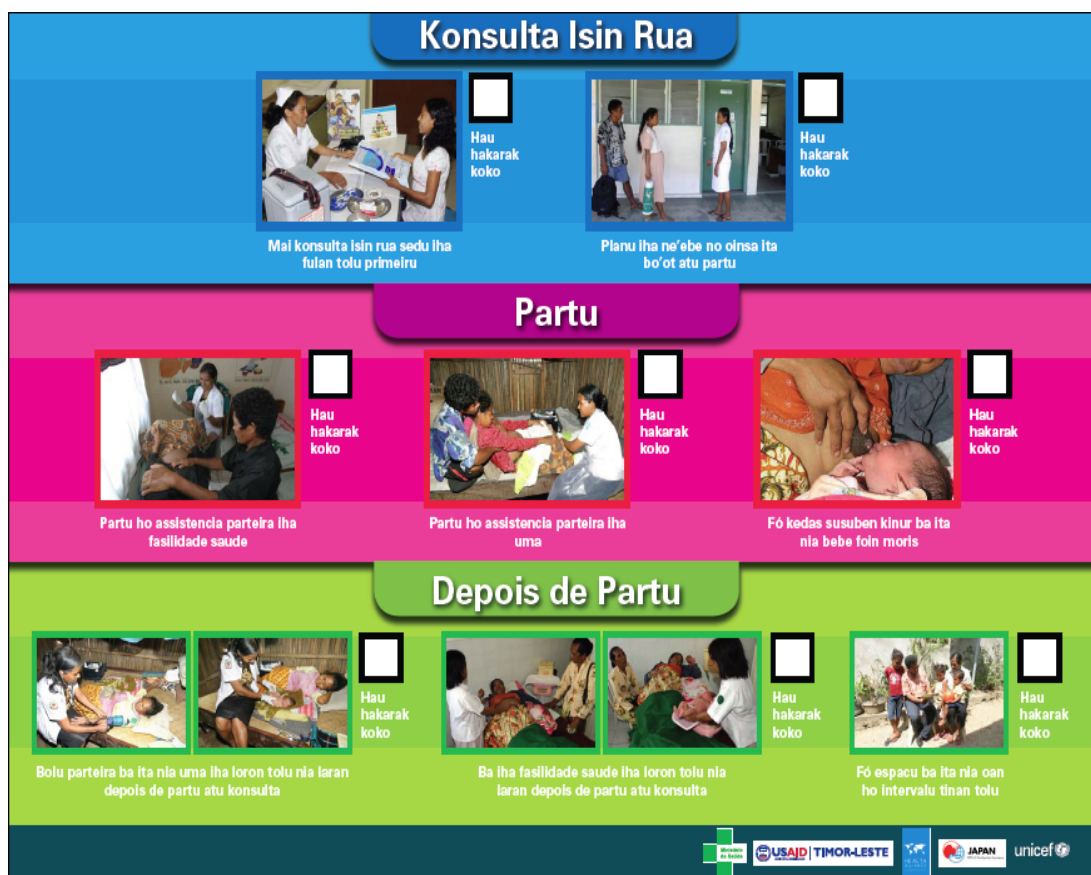 Konsulta Isin Rua
Hau
hakarak
koko
Hau
hakarak
koko
Mai konsulta isin rua sedu iha
fulan tolu primeiru
Planu iha ne'ebe no oinsa ita
bo'ot atu partu
Partu
Hau
hakarak
koko
Hau
hakarak
koko
Hau
hakarak
koko
Partu ho assistencia parteira iha
fasilidade saude
Partu ho assistencia parteira iha
uma
Fó kedas susuben kinur ba ita
nia bebe foin moris
Depois de Partu
Hau
hakarak
koko
Hau
hakarak
koko
Hau
hakarak
koko
Bolu parteira ba ita nia uma iha loron tolu nia laran
depois de partu atu konsulta
Ba iha fasilidade saude iha loron tolu nia
laran depois de partu atu konsulta
Fó espacu ba ita nia oan
ho intervalu tinan tolu
USAID TIMOR-LESTE
JAPAN
unicef